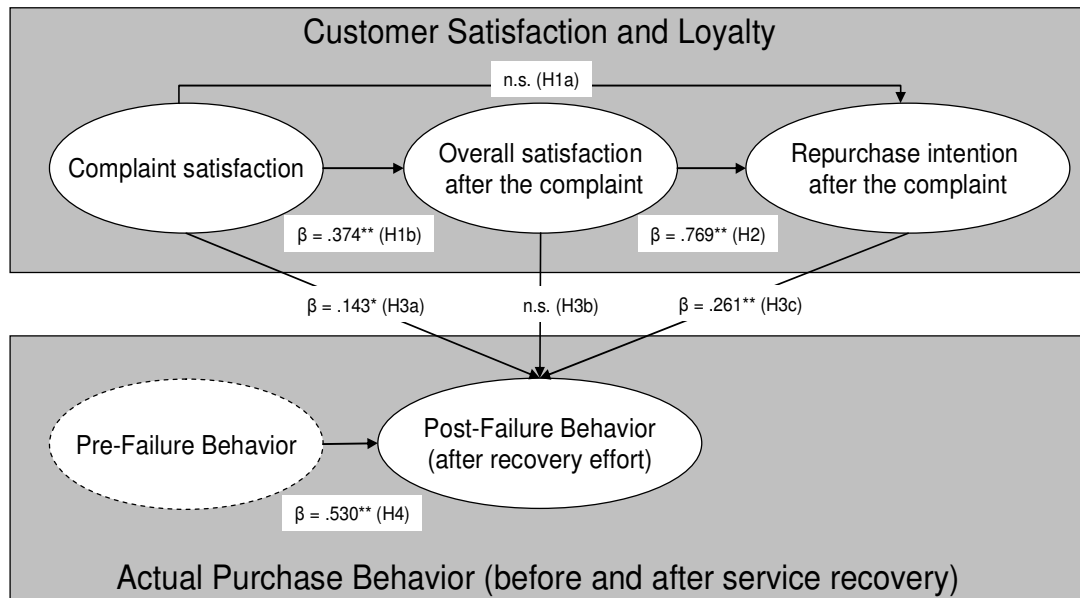 Customer Satisfaction and Loyalty
n.s. (H1a)
Complaint satisfaction
Overall satisfaction
after the complaint
Repurchase intention
after the complaint
β = .374** (H1b)
β = .769** (H2)
β = .143* (H3a)
n.s. (H3b)
β = .261** (H3c)
Pre-Failure Behavior
Post-Failure Behavior
(after recovery effort)
β = .530** (H4)
Actual Purchase Behavior (before and after service recovery)